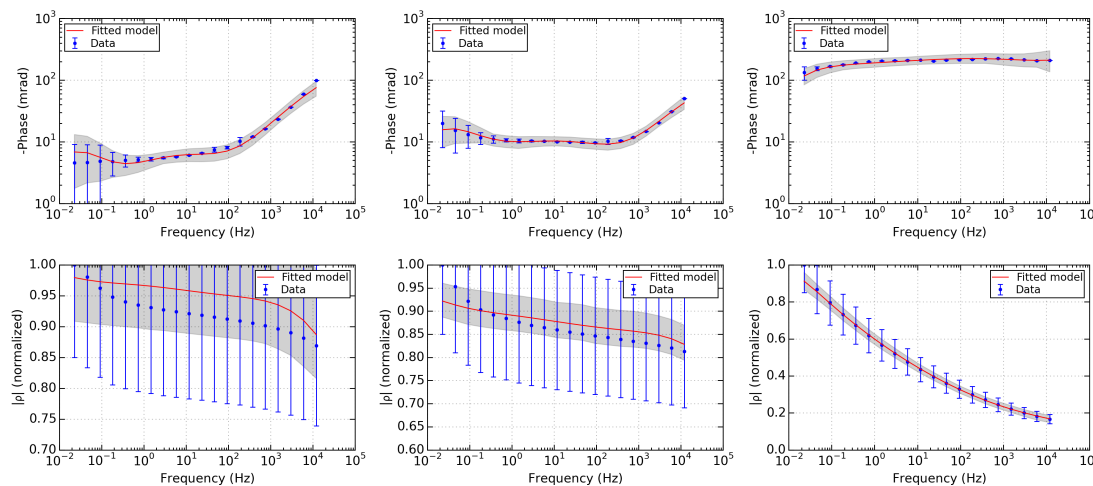 10³
10²
10¹
10⁰
-Phase (mrad)
Fitted model
Data
10⁻² 10⁻¹ 10⁰ 10¹ 10² 10³ 10⁴ 10⁵
Frequency (Hz)
10³
10²
10¹
10⁰
-Phase (mrad)
Fitted model
Data
10⁻² 10⁻¹ 10⁰ 10¹ 10² 10³ 10⁴ 10⁵
Frequency (Hz)
10³
10²
10¹
10⁰
-Phase (mrad)
Fitted model
Data
10⁻² 10⁻¹ 10⁰ 10¹ 10² 10³ 10⁴ 10
Frequency (Hz)
1.00
0.95
0.90
0.85
0.80
0.75
0.70
|ρ| (normalized)
Fitted model
Data
10⁻² 10⁻¹ 10⁰ 10¹ 10² 10³ 10⁴ 10⁵
Frequency (Hz)
1.00
0.95
0.90
0.85
0.80
0.75
0.70
0.65
0.60
|ρ| (normalized)
Fitted model
Data
10⁻² 10⁻¹ 10⁰ 10¹ 10² 10³ 10⁴ 10⁵
Frequency (Hz)
1.0
0.8
0.6
0.4
0.2
0.0
|ρ| (normalized)
Fitted model
Data
10⁻² 10⁻¹ 10⁰ 10¹ 10² 10³ 10⁴ 10
Frequency (Hz)